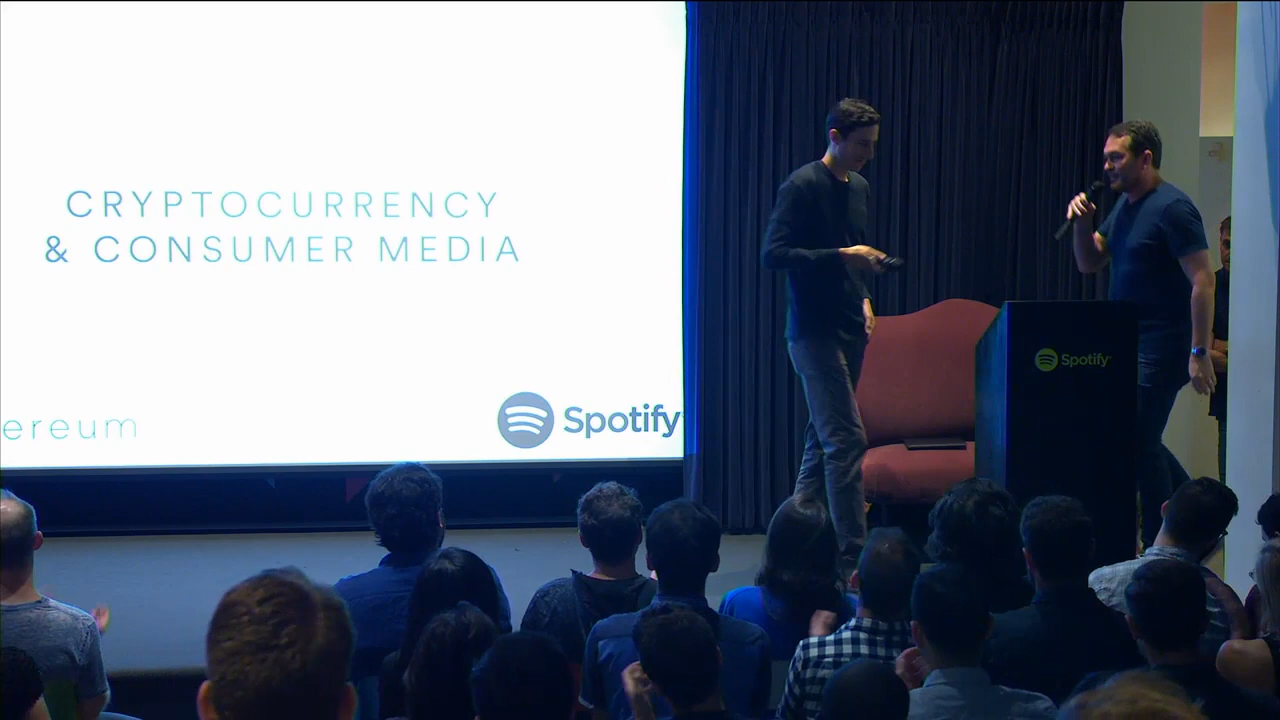 CRYPTOCURRENCY
& CONSUMER MEDIA
ereum
Spotify
Spotify